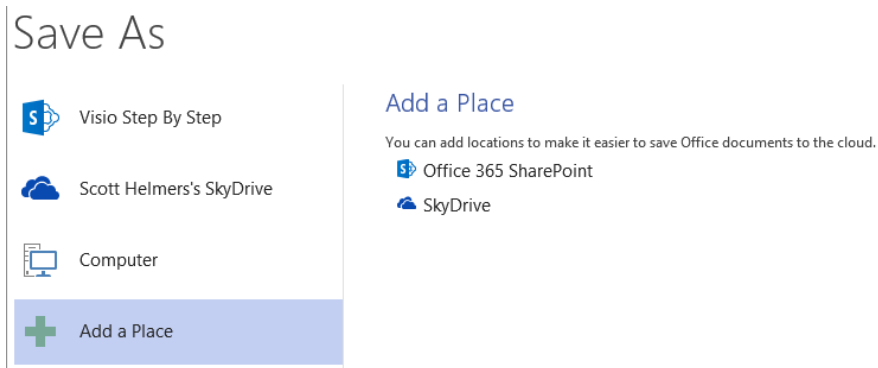 Save As
Visio Step By Step
Scott Helmers's SkyDrive
Computer
Add a Place
Add a Place
You can add locations to make it easier to save Office documents to the cloud.
Office 365 SharePoint
SkyDrive